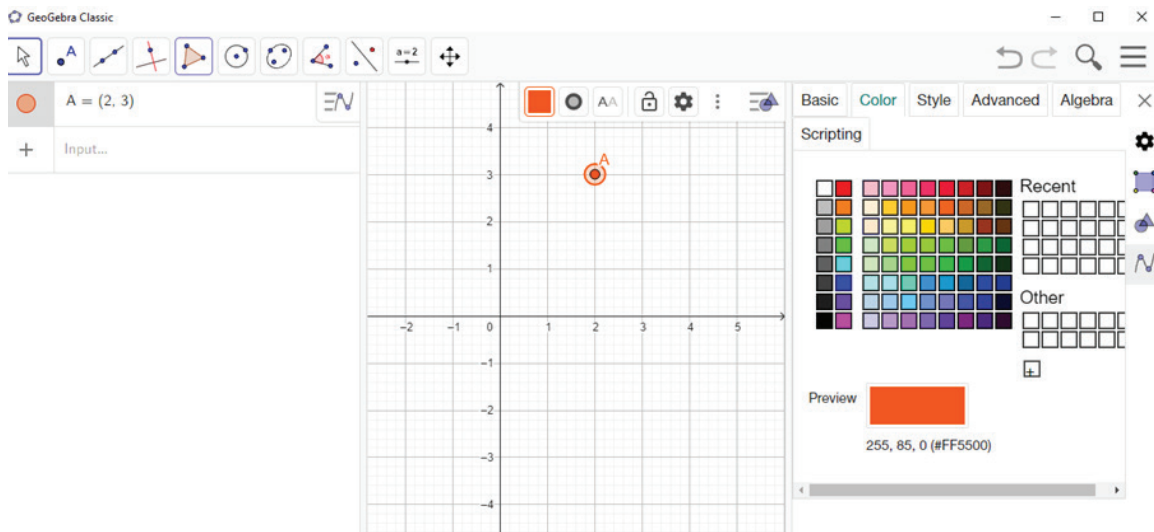 GeoGebra Classic
A
a=2
A = (2, 3)
Input...
AA
Basic Color Style Advanced Algebra
Scripting
A
4
3
2
1
−2 −1 0 1 2 3 4 5
−1
−2
−3
−4
Recent
Other
+
Preview
255, 85, 0 (#FF5500)